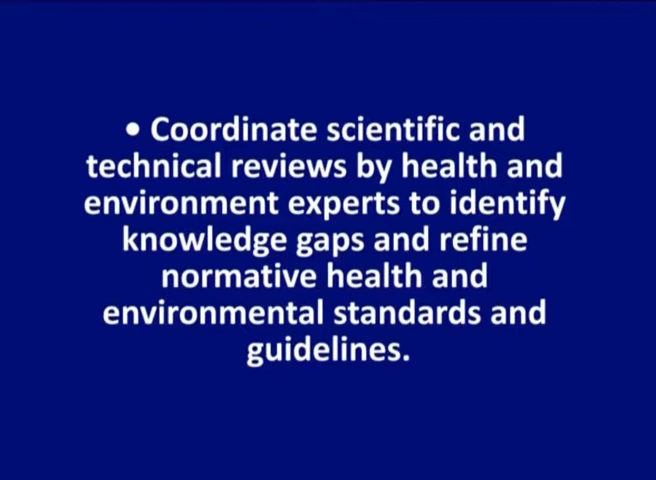 • Coordinate scientific and
technical reviews by health and
environment experts to identify
knowledge gaps and refine
normative health and
environmental standards and
guidelines.